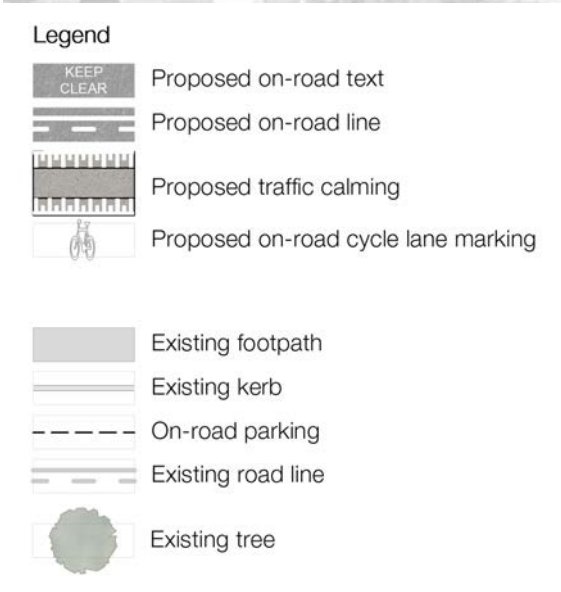 Legend
KEEP
CLEAR
Proposed on-road text
Proposed on-road line
Proposed traffic calming
Proposed on-road cycle lane marking
Existing footpath
Existing kerb
On-road parking
Existing road line
Existing tree